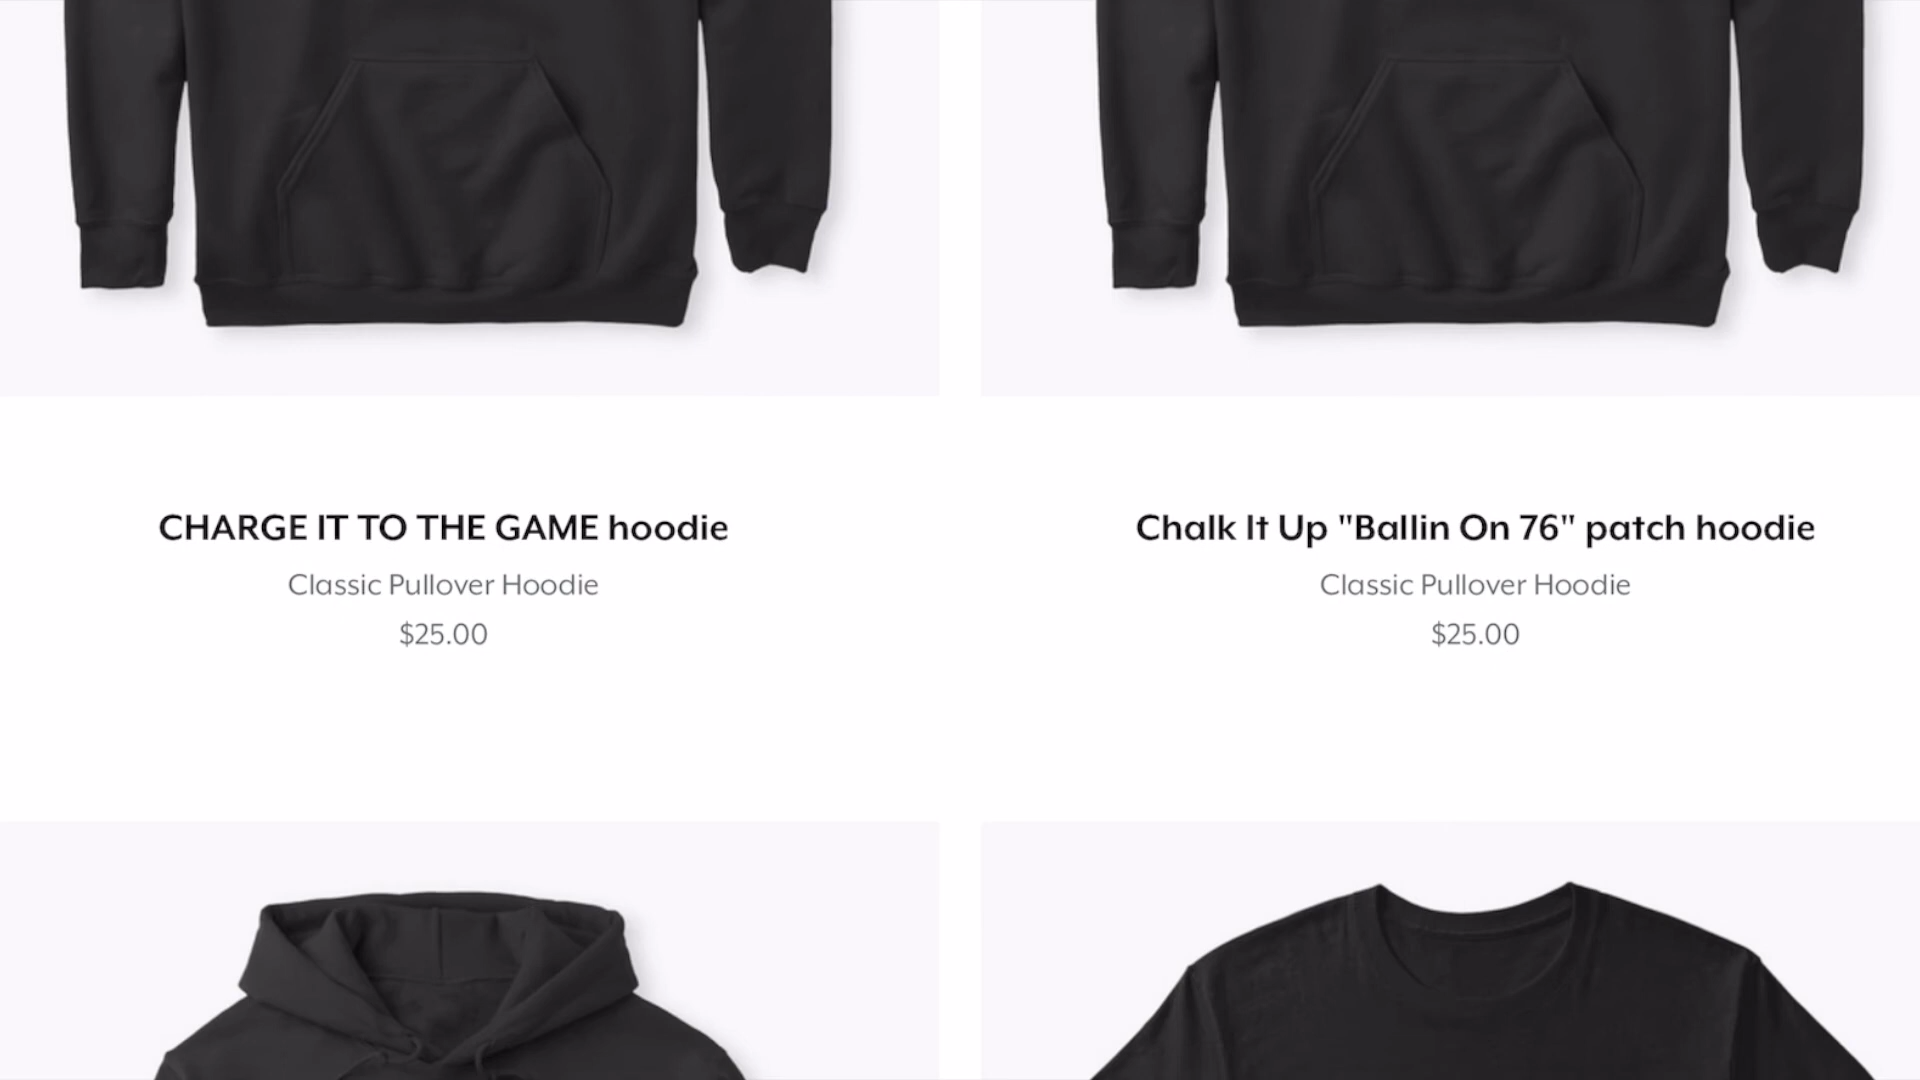 CHARGE IT TO THE GAME hoodie
Classic Pullover Hoodie
$25.00
Chalk It Up "Ballin On 76" patch hoodie
Classic Pullover Hoodie
$25.00